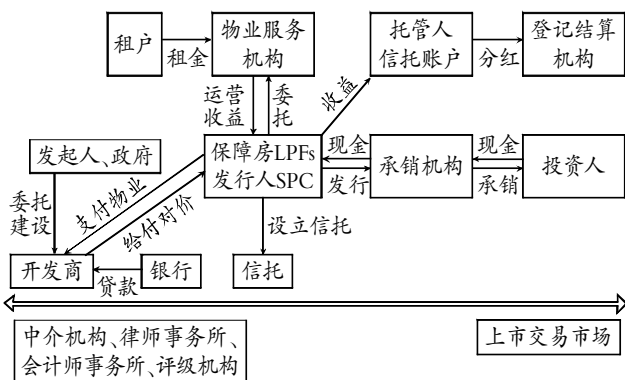 租户
租金
物业服务
机构
托管人
信托账户
分红
登记结算
机构
运营
收益
委
托
收益
发起人、政府
保障房LPFs
发行人SPC
现金
发行
承销机构
现金
承销
投资人
委托
建设
支付物业
给付对价
设立信托
开发商
贷款
银行
信托
中介机构、律师事务所、
会计师事务所、评级机构
上市交易市场